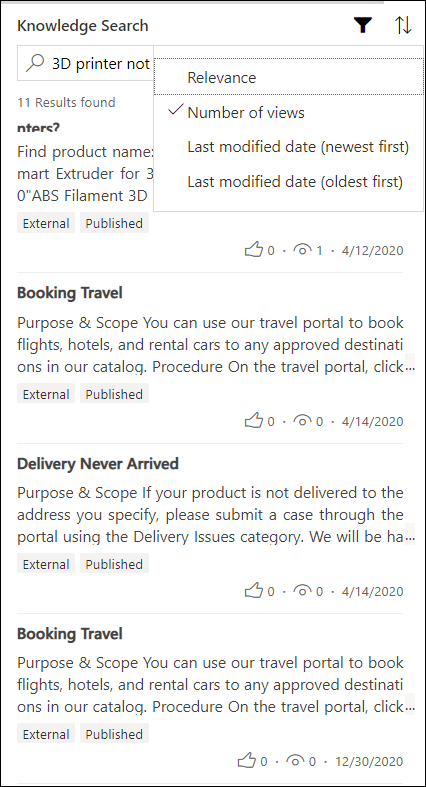 Knowledge Search
3D printer not
Relevance
Number of views
Last modified date (newest first)
Last modified date (oldest first)
11 Results found
nters?
Find product name:
mart Extruder for 3
0"ABS Filament 3D
External Published
0 · 1 · 4/12/2020
Booking Travel
Purpose & Scope You can use our travel portal to book
flights, hotels, and rental cars to any approved destinati
ons in our catalog. Procedure On the travel portal, click...
External Published
0 · 0 · 4/14/2020
Delivery Never Arrived
Purpose & Scope If your product is not delivered to the
address you specify, please submit a case through the
portal using the Delivery Issues category. We will be ha...
External Published
0 · 0 · 4/14/2020
Booking Travel
Purpose & Scope You can use our travel portal to book
flights, hotels, and rental cars to any approved destinati
ons in our catalog. Procedure On the travel portal, click...
External Published
0 · 0 · 12/30/2020